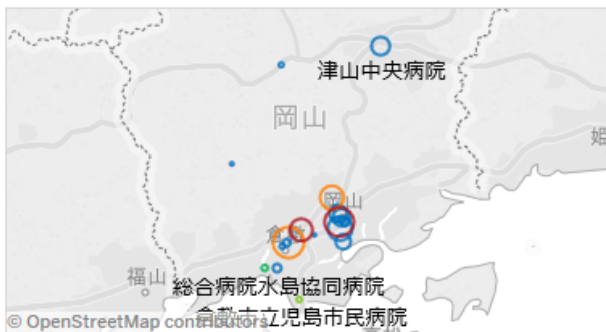 津山中央病院
岡山
姫
岡山
倉敷
福山
総合病院水島協同病院
倉敷市立児島市民病院
© OpenStreetMap contributors